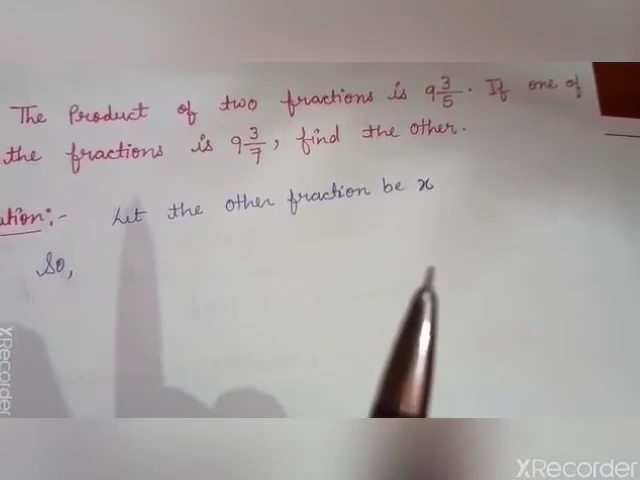 The Product of two fractions is 9 3/5. If one of
the fractions is 9 3/7, find the other.
ution:- Let the other fraction be x
So,
XRecorder
XRecorder